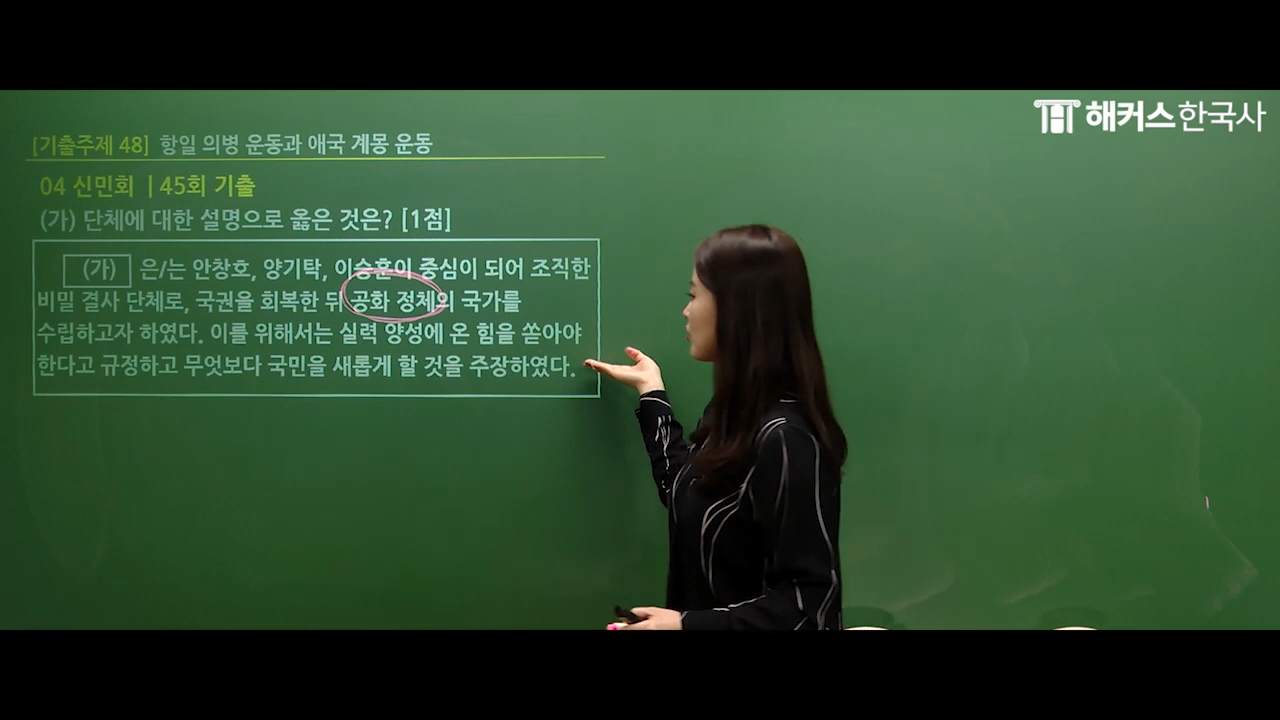 해커스한국사
[기출주제 48] 항일 의병 운동과 애국 계몽 운동
04 신민회 | 45회 기출
(가) 단체에 대한 설명으로 옳은 것은? [1점]
(가) 은/는 안창호, 양기탁, 이승훈이 중심이 되어 조직한
비밀 결사 단체로, 국권을 회복한 뒤 공화 정체의 국가를
수립하고자 하였다. 이를 위해서는 실력 양성에 온 힘을 쏟아야
한다고 규정하고 무엇보다 국민을 새롭게 할 것을 주장하였다.